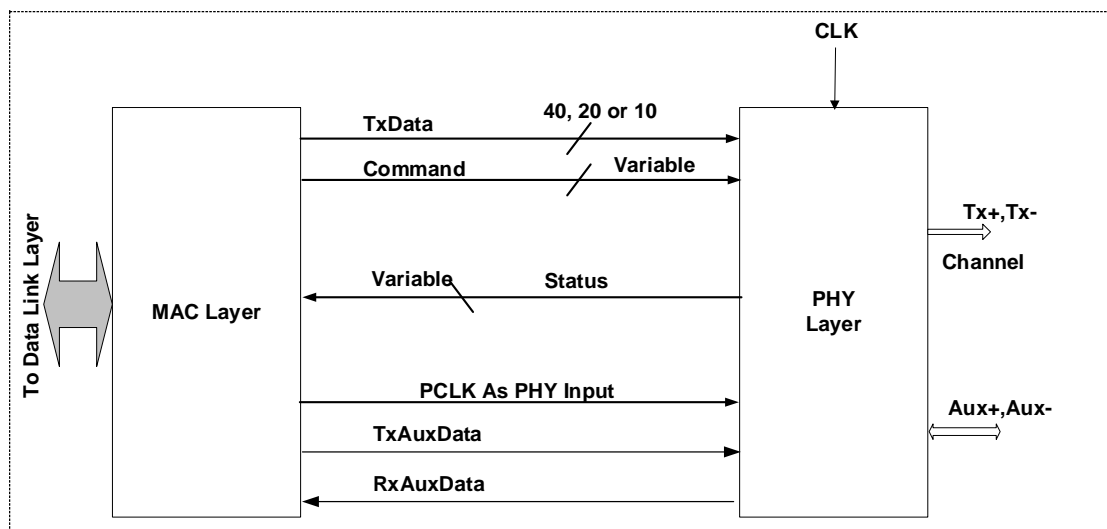 CLK
TxData
40, 20 or 10
Command
Variable
Tx+,Tx-
Channel
To Data Link Layer
MAC Layer
Variable
Status
PHY
Layer
PCLK As PHY Input
TxAuxData
RxAuxData
Aux+,Aux-